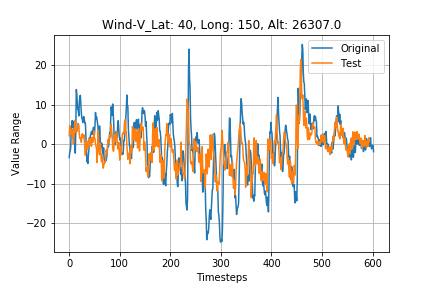 Wind-V_Lat: 40, Long: 150, Alt: 26307.0
Original
Test
Value Range
20
10
0
−10
−20
0 100 200 300 400 500 600
Timesteps